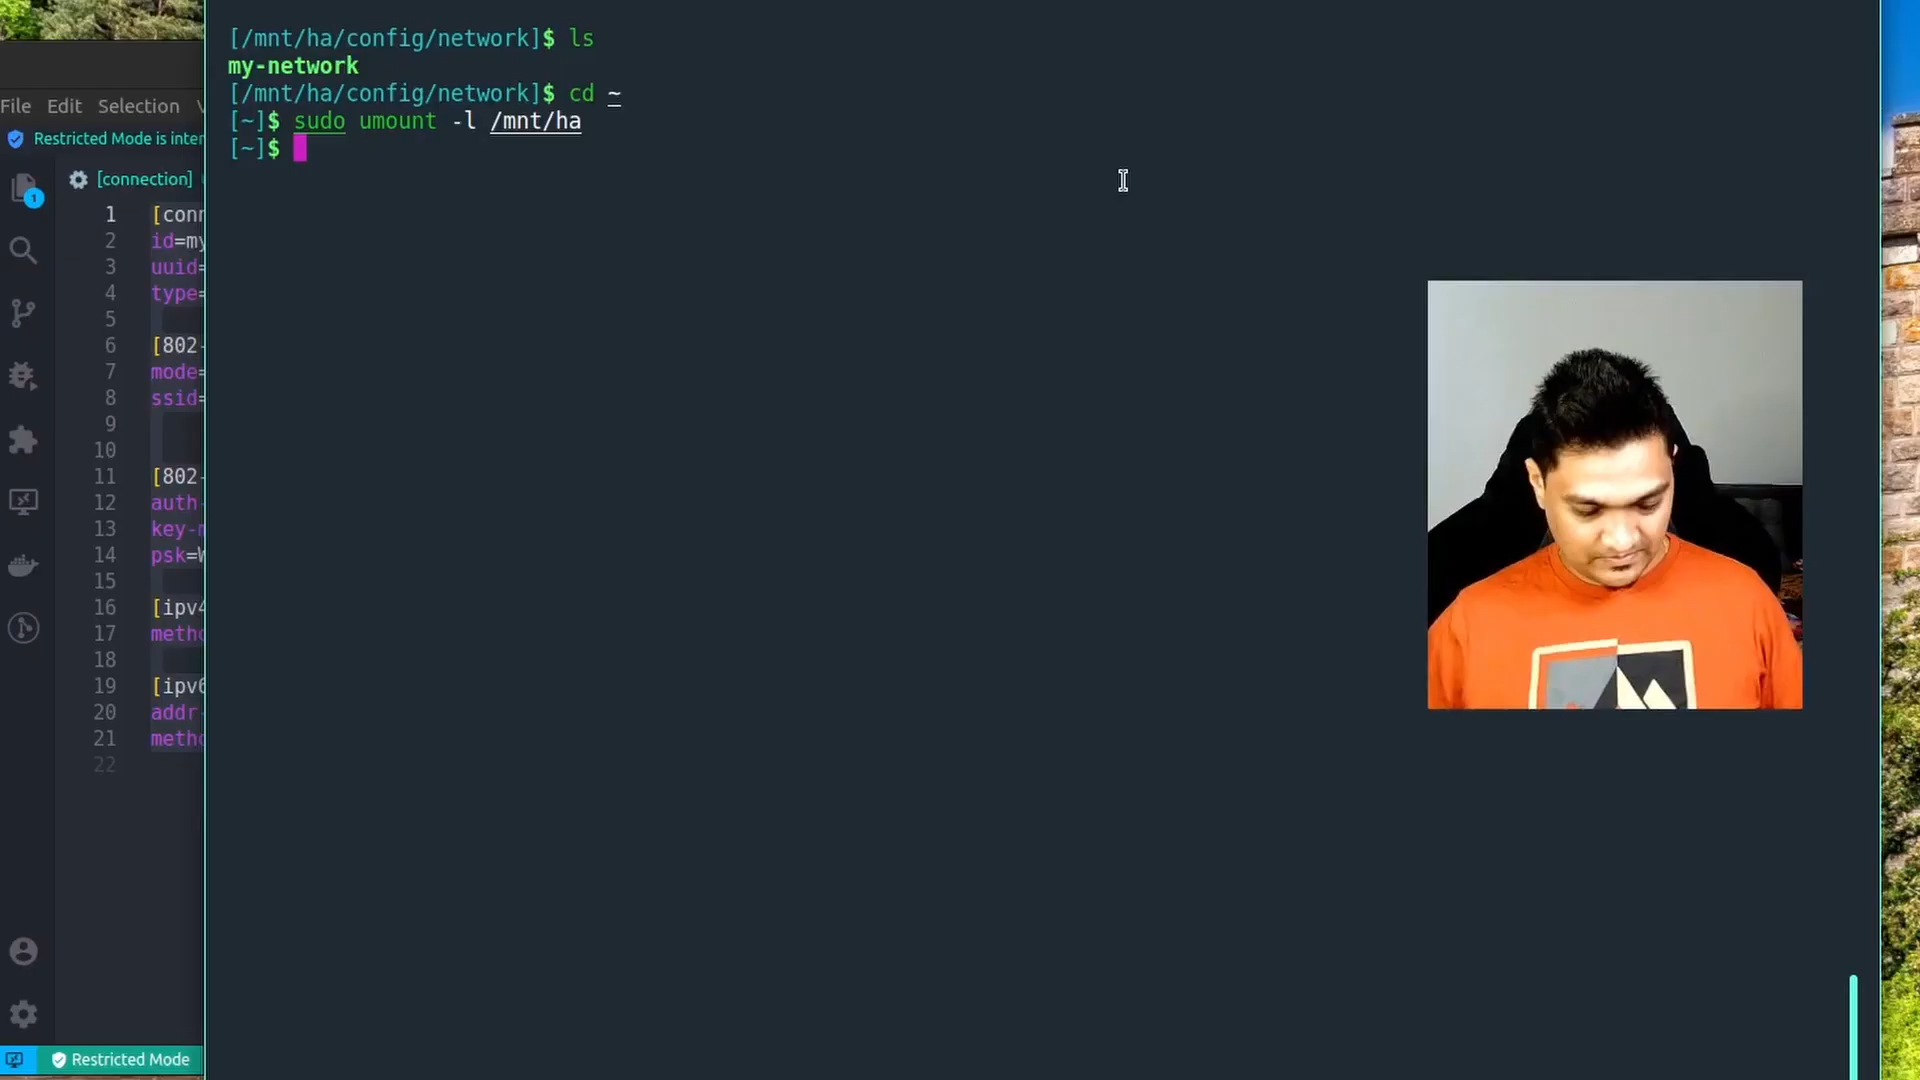 [/mnt/ha/config/network]$ ls
my-network
[/mnt/ha/config/network]$ cd ~
[~]$ sudo umount -l /mnt/ha
[~]$
File Edit Selection
Restricted Mode is inter
1
[connection]
1 [conn
2 id=my
3 uuid=
4 type=
5
6 [802-
7 mode=
8 ssid=
9
10
11 [802-
12 auth-
13 key-m
14 psk=W
15
16 [ipv4
17 metho
18
19 [ipv6
20 addr-
21 metho
22
Restricted Mode